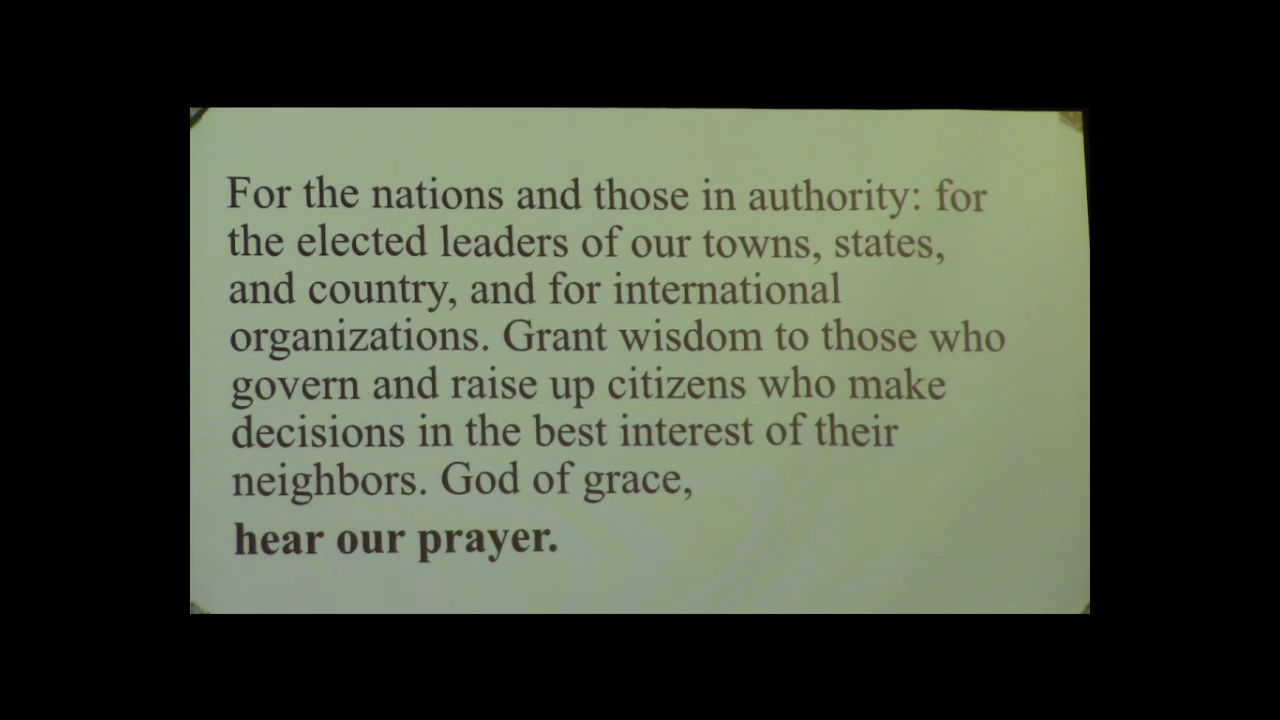 For the nations and those in authority: for
the elected leaders of our towns, states,
and country, and for international
organizations. Grant wisdom to those who
govern and raise up citizens who make
decisions in the best interest of their
neighbors. God of grace,
hear our prayer.